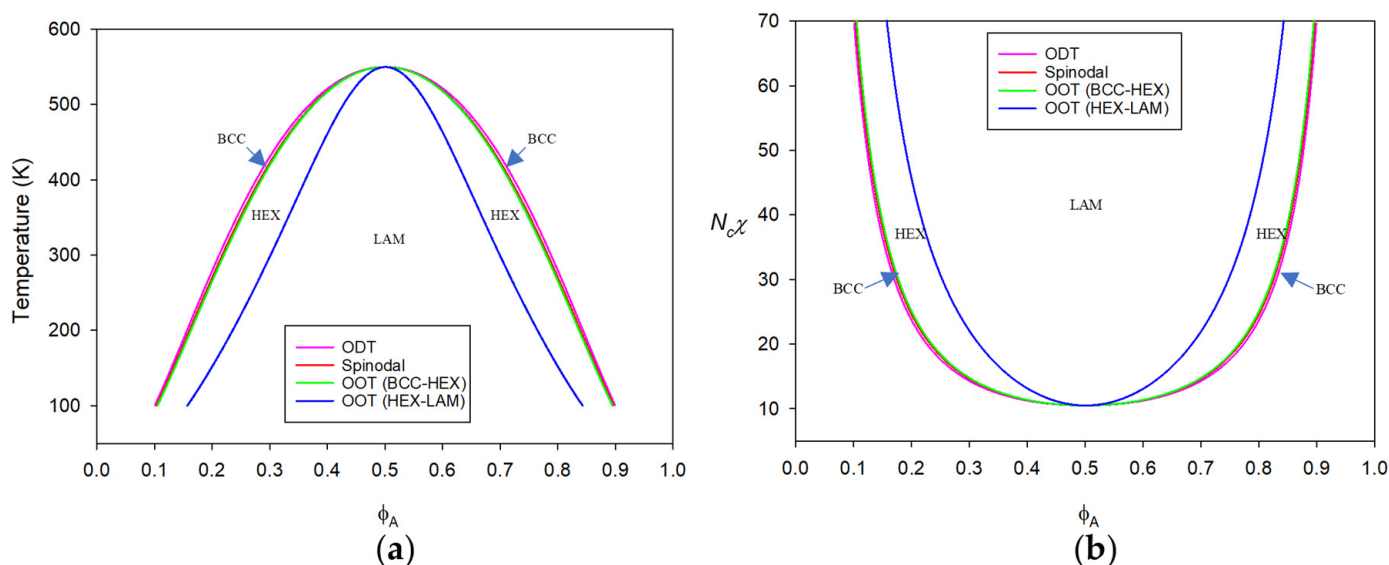 600
500
400
300
200
100
Temperature (K)
BCC
BCC
HEX
HEX
LAM
ODT
Spinodal
OOT (BCC-HEX)
OOT (HEX-LAM)
0.0 0.1 0.2 0.3 0.4 0.5 0.6 0.7 0.8 0.9 1.0
ϕA
(a)
70
60
50
40
30
20
10
Ncχ
ODT
Spinodal
OOT (BCC-HEX)
OOT (HEX-LAM)
LAM
HEX
HEX
BCC
BCC
0.0 0.1 0.2 0.3 0.4 0.5 0.6 0.7 0.8 0.9 1.0
ϕA
(b)